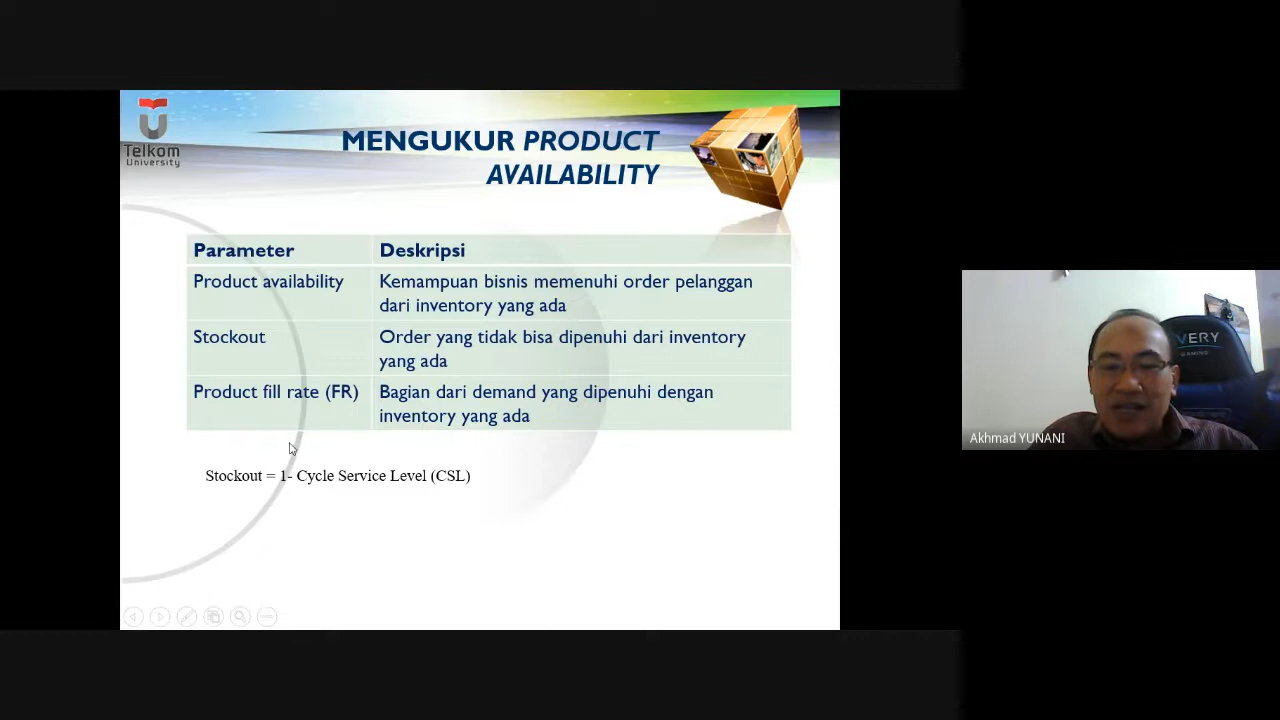 Telkom
University
MENGUKUR PRODUCT
AVAILABILITY
Parameter
Deskripsi
Product availability
Kemampuan bisnis memenuhi order pelanggan
dari inventory yang ada
Stockout
Order yang tidak bisa dipenuhi dari inventory
yang ada
Product fill rate (FR)
Bagian dari demand yang dipenuhi dengan
inventory yang ada
Stockout = 1- Cycle Service Level (CSL)
VERY
GAMING
Akhmad YUNANI